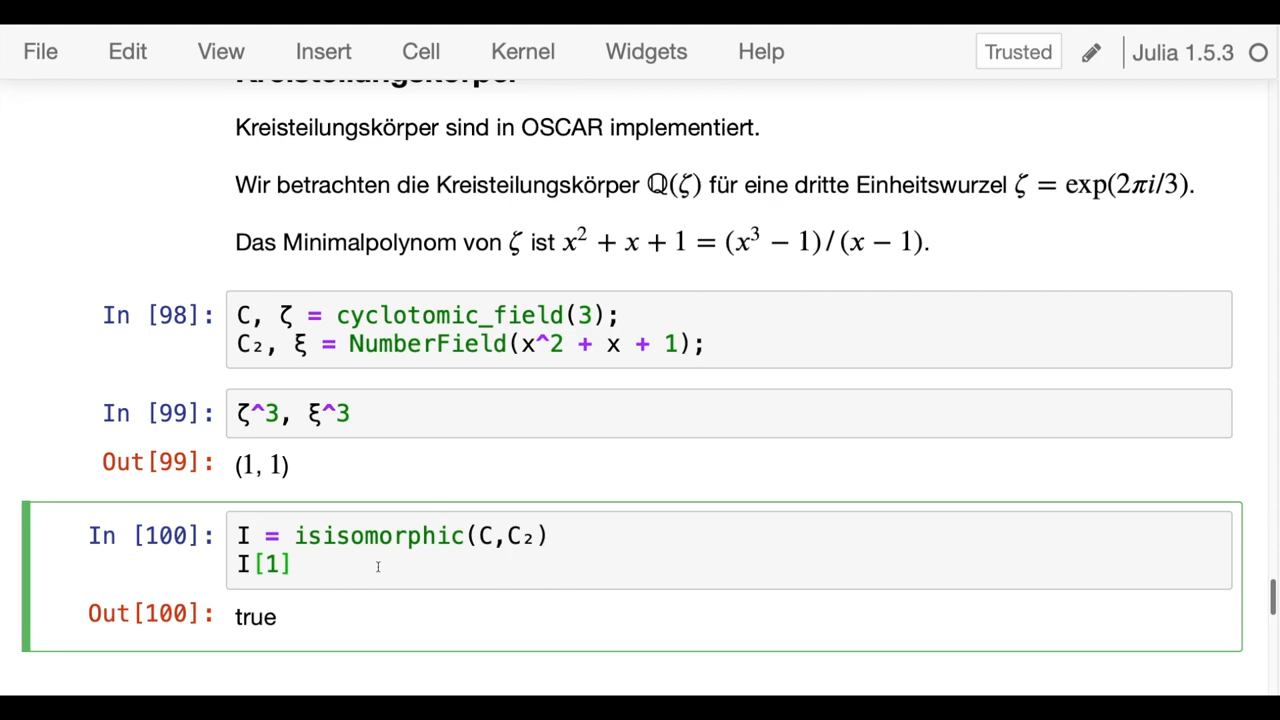 File Edit View Insert Cell Kernel Widgets Help Trusted Julia 1.5.3
Kreisteilungskörper
Kreisteilungskörper sind in OSCAR implementiert.
Wir betrachten die Kreisteilungskörper ℚ(ζ) für eine dritte Einheitswurzel ζ = exp(2πi/3).
Das Minimalpolynom von ζ ist x² + x + 1 = (x³ − 1)/(x − 1).
In [98]: C, ζ = cyclotomic_field(3);
C₂, ξ = NumberField(x^2 + x + 1);
In [99]: ζ^3, ξ^3
Out[99]: (1, 1)
In [100]: I = isisomorphic(C,C₂)
I[1]
Out[100]: true